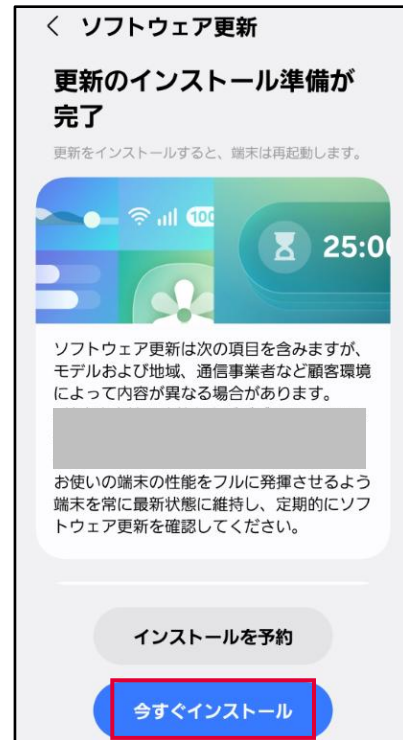 く ソフトウェア更新
更新のインストール準備が
完了
更新をインストールすると、端末は再起動します。
100
25:00
ソフトウェア更新は次の項目を含みますが、
モデルおよび地域、通信事業者など顧客環境
によって内容が異なる場合があります。
お使いの端末の性能をフルに発揮させるよう
端末を常に最新状態に維持し、定期的にソフ
トウェア更新を確認してください。
インストールを予約
今すぐインストール